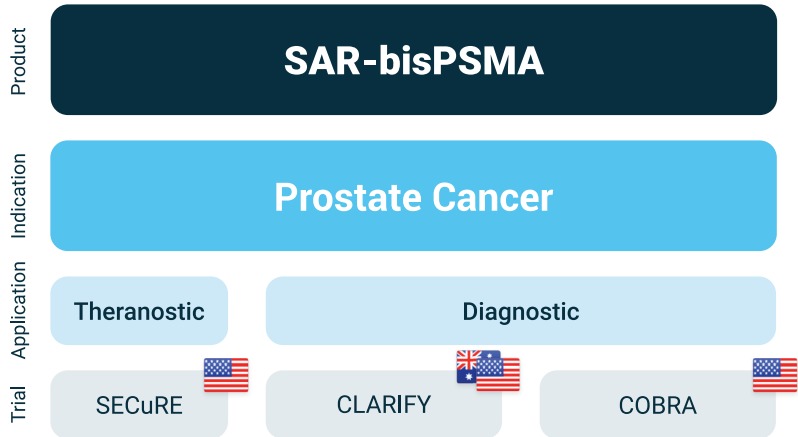 Product
SAR-bisPSMA
Indication
Prostate Cancer
Application
Theranostic
Diagnostic
Trial
SECuRE
CLARIFY
COBRA